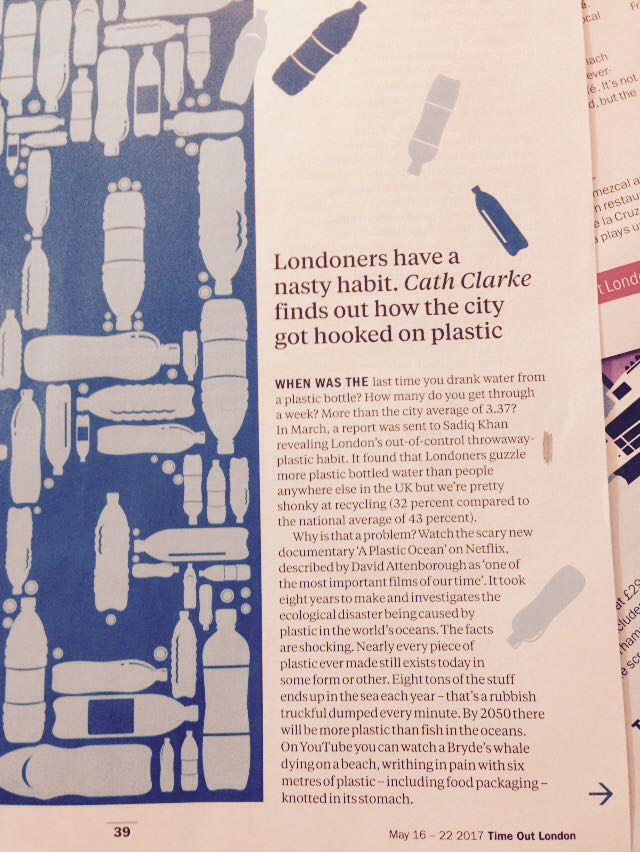 Londoners have a
nasty habit. Cath Clarke
finds out how the city
got hooked on plastic
WHEN WAS THE last time you drank water from
a plastic bottle? How many do you get through
a week? More than the city average of 3.37?
In March, a report was sent to Sadiq Khan
revealing London's out-of-control throwaway-
plastic habit. It found that Londoners guzzle
more plastic bottled water than people
anywhere else in the UK but we're pretty
shonky at recycling (32 percent compared to
the national average of 43 percent).
Why is that a problem? Watch the scary new
documentary 'A Plastic Ocean' on Netflix,
described by David Attenborough as 'one of
the most important films of our time'. It took
eight years to make and investigates the
ecological disaster being caused by
plastic in the world's oceans. The facts
are shocking. Nearly every piece of
plastic ever made still exists today in
some form or other. Eight tons of the stuff
ends up in the sea each year – that's a rubbish
truckful dumped every minute. By 2050 there
will be more plastic than fish in the oceans.
On YouTube you can watch a Bryde's whale
dying on a beach, writhing in pain with six
metres of plastic – including food packaging –
knotted in its stomach.
39
May 16 – 22 2017 Time Out London
It's not
but the
mezcal
restau
la Cruz
plays
Lond
at £29